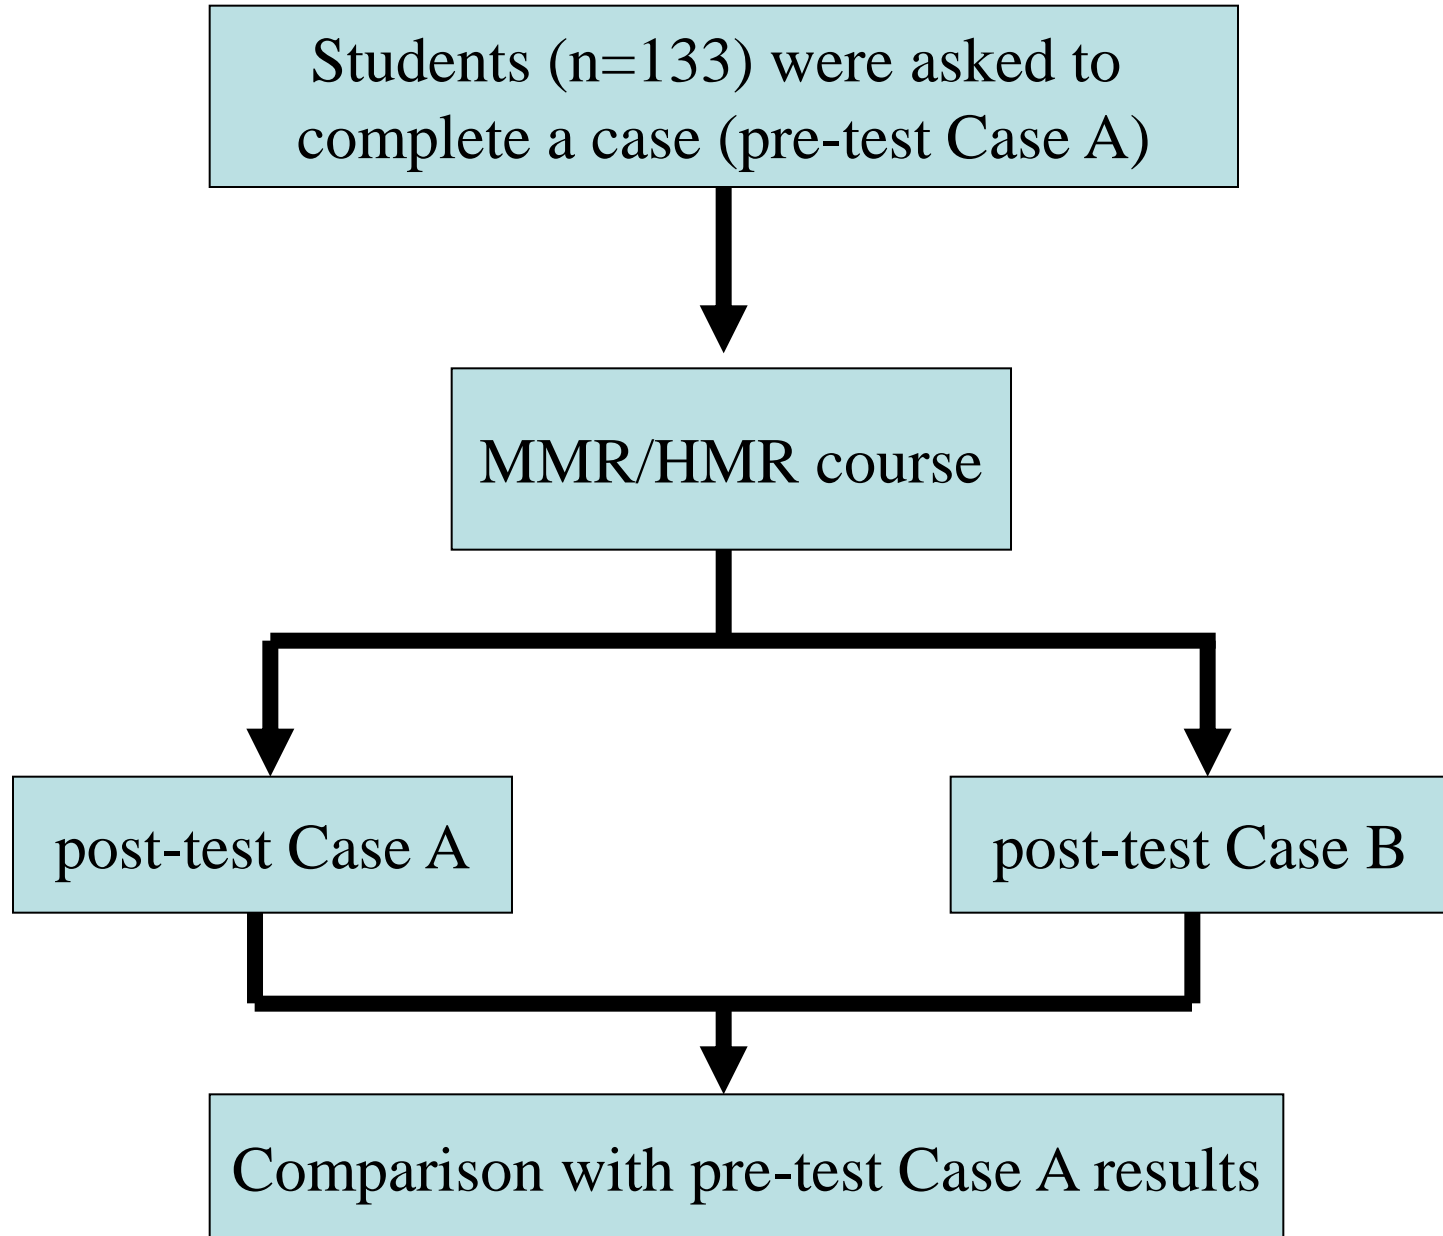 Students (n=133) were asked to
complete a case (pre-test Case A)
MMR/HMR course
post-test Case A
post-test Case B
Comparison with pre-test Case A results